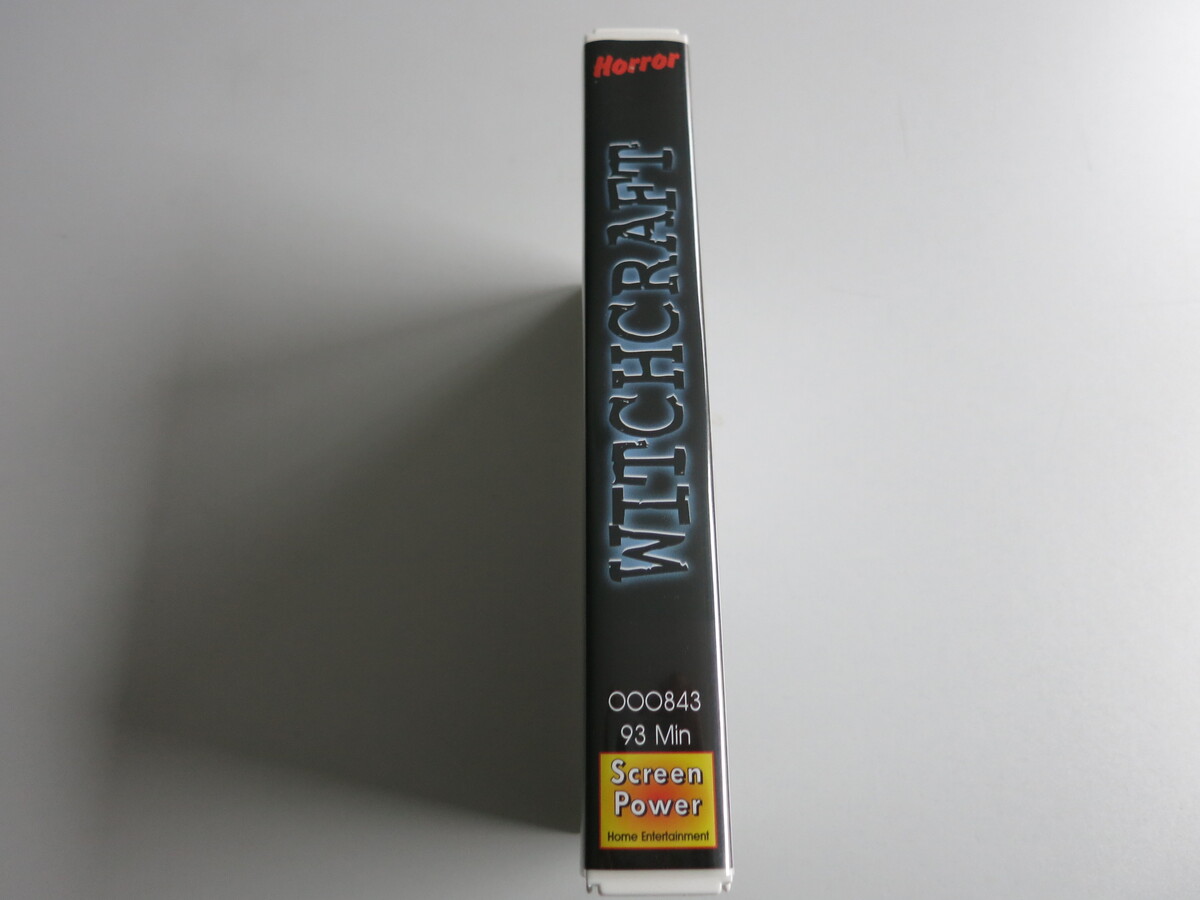 Horror
WITCHCRAFT
000843
93 Min
Screen
Power
Home Entertainment